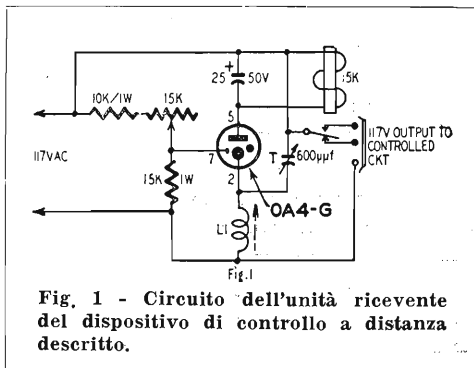 25
+
50V
5K
10K/1W
15K
5
117VAC
7
15K
1W
T
600µµf
117V OUTPUT TO
CONTROLLED
CKT
2
OA4-G
L1
Fig.1
Fig. 1 - Circuito dell'unità ricevente
del dispositivo di controllo a distanza
descritto.